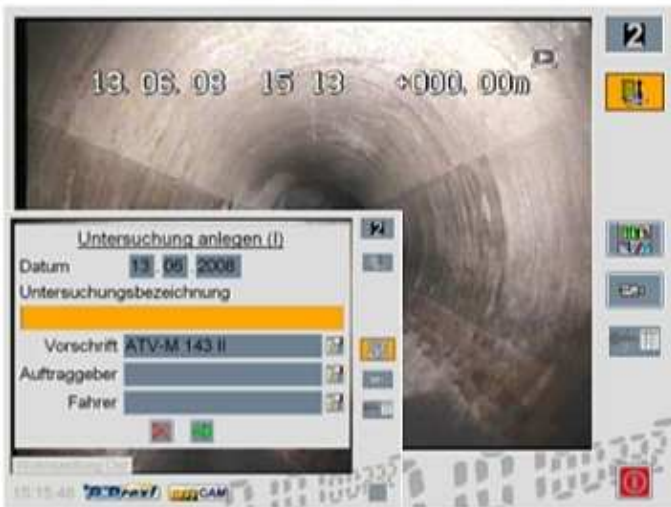 2
13. 06. 08 15 13 +000, 00m
Untersuchung anlegen (I)
2
Datum 13 . 06 . 2008
Untersuchungsbezeichnung
Vorschrift ATV-M 143 II
Auftraggeber
Fahrer
15:15:48
CAM